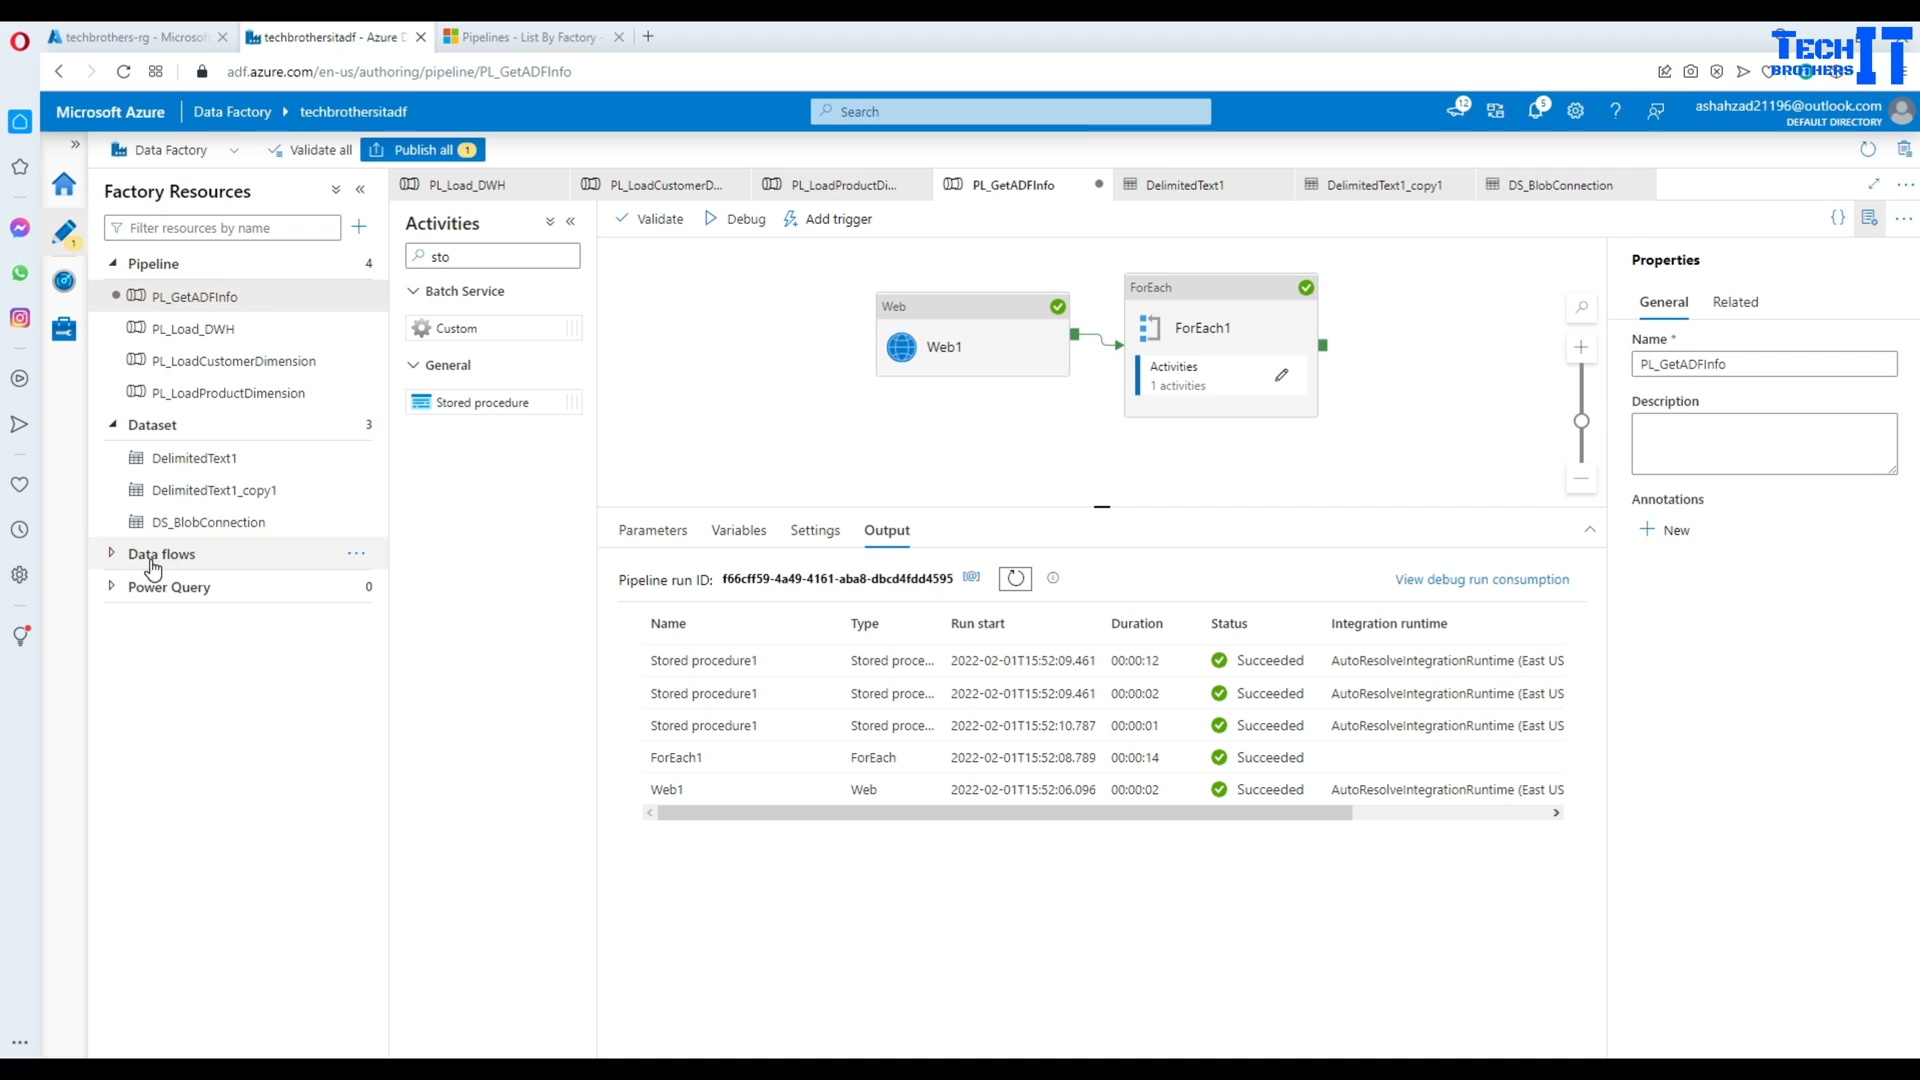 techbrothers-rg - Microsoft
techbrothersitadf - Azure D
Pipelines - List By Factory -
TECH IT BROTHERS
adf.azure.com/en-us/authoring/pipeline/PL_GetADFInfo
Microsoft Azure
Data Factory
techbrothersitadf
Search
12
5
ashahzad21196@outlook.com
DEFAULT DIRECTORY
Data Factory
Validate all
Publish all
1
Factory Resources
Filter resources by name
1
Pipeline
4
PL_GetADFInfo
PL_Load_DWH
PL_LoadCustomerDimension
PL_LoadProductDimension
Dataset
3
DelimitedText1
DelimitedText1_copy1
DS_BlobConnection
Data flows
Power Query
0
PL_Load_DWH
PL_LoadCustomerD...
PL_LoadProductDi...
PL_GetADFInfo
DelimitedText1
DelimitedText1_copy1
DS_BlobConnection
Activities
sto
Batch Service
Custom
General
Stored procedure
Validate
Debug
Add trigger
Web
Web1
ForEach
ForEach1
Activities
1 activities
Parameters
Variables
Settings
Output
Pipeline run ID: f66cff59-4a49-4161-aba8-dbcd4fdd4595
View debug run consumption
Name Type Run start Duration Status Integration runtime
Stored procedure1 Stored proce... 2022-02-01T15:52:09.461 00:00:12 Succeeded AutoResolveIntegrationRuntime (East US
Stored procedure1 Stored proce... 2022-02-01T15:52:09.461 00:00:02 Succeeded AutoResolveIntegrationRuntime (East US
Stored procedure1 Stored proce... 2022-02-01T15:52:10.787 00:00:01 Succeeded AutoResolveIntegrationRuntime (East US
ForEach1 ForEach 2022-02-01T15:52:08.789 00:00:14 Succeeded
Web1 Web 2022-02-01T15:52:06.096 00:00:02 Succeeded AutoResolveIntegrationRuntime (East US
Properties
General
Related
Name *
PL_GetADFInfo
Description
Annotations
New